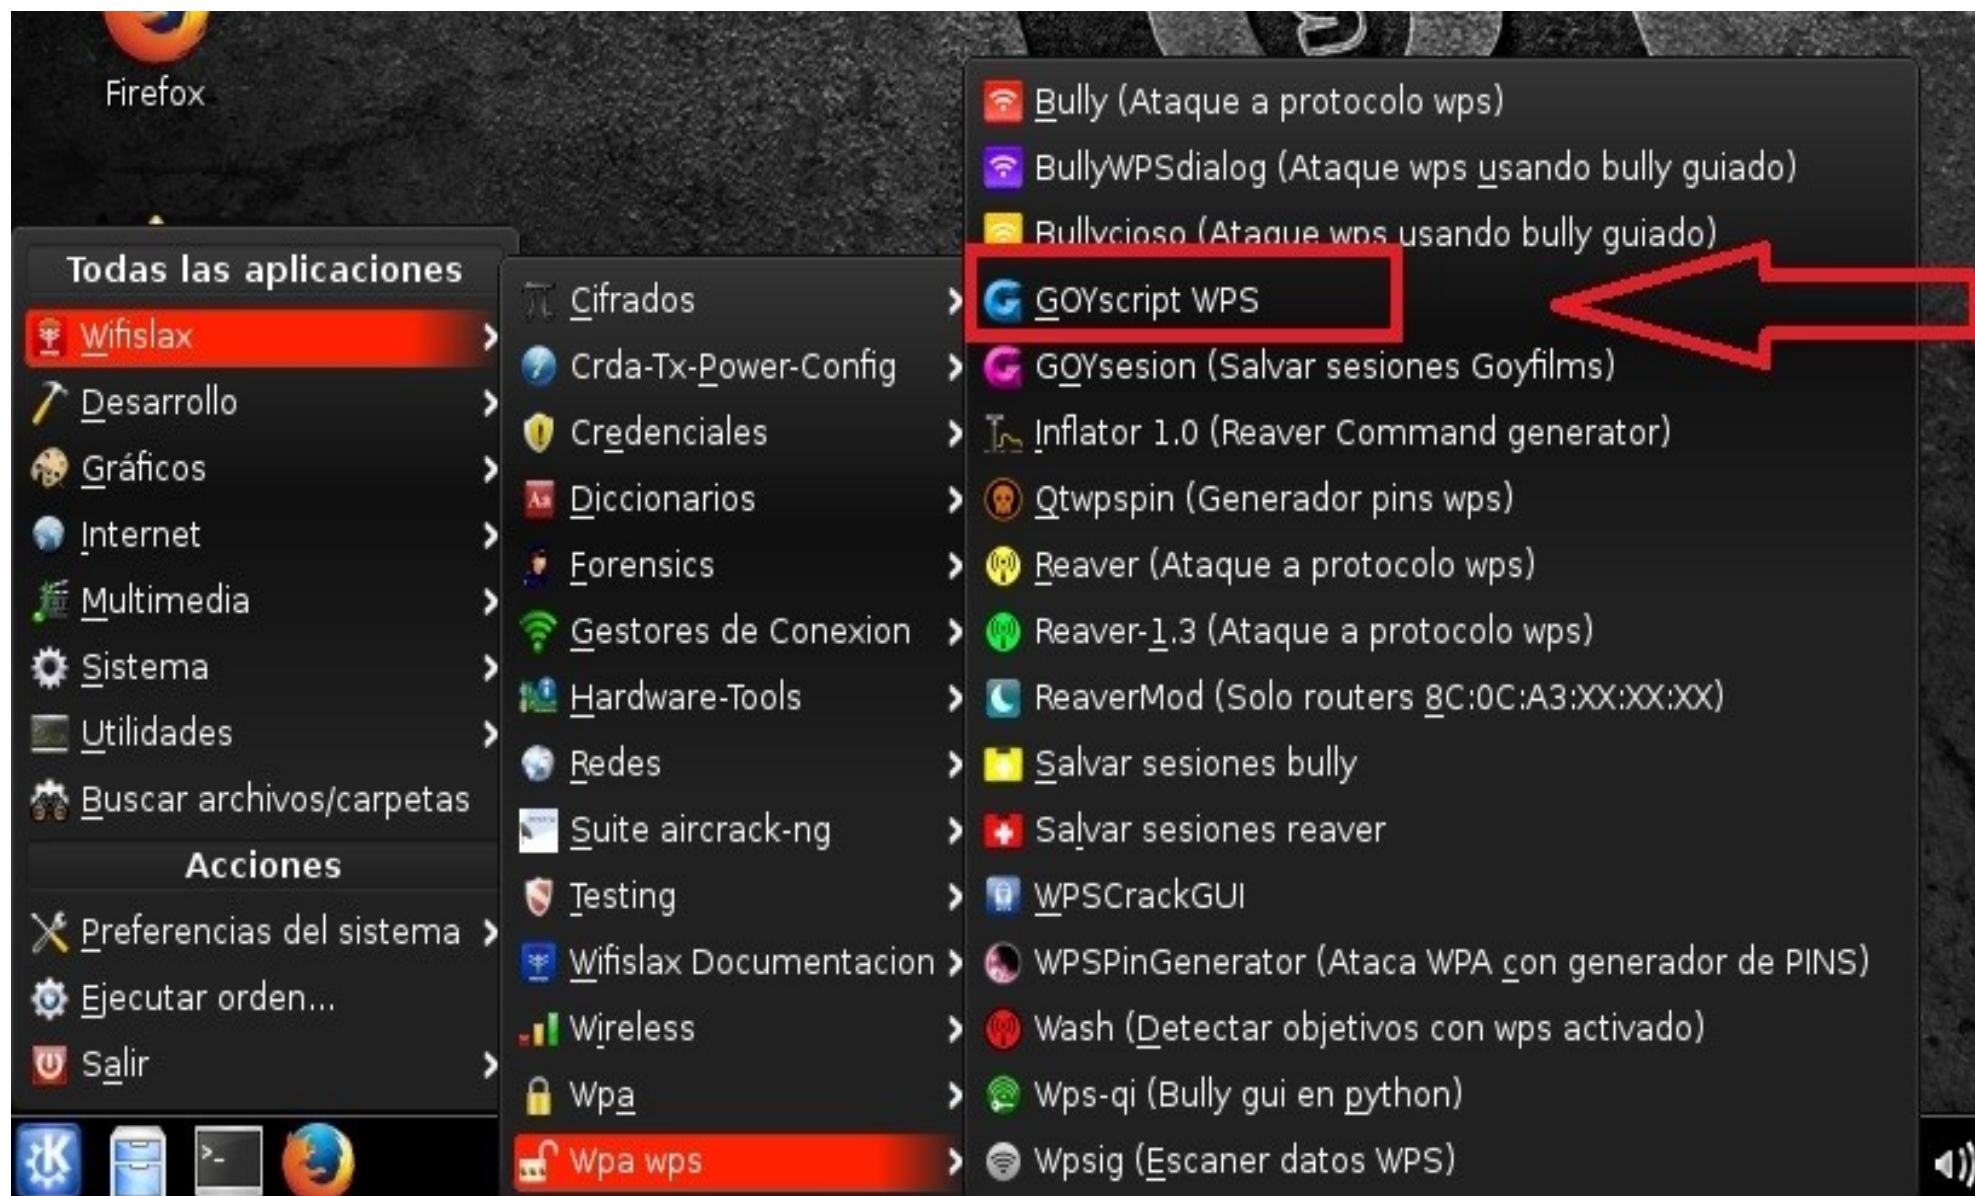 Firefox
Todas las aplicaciones
Wifislax
Desarrollo
Gráficos
Internet
Multimedia
Sistema
Utilidades
Buscar archivos/carpetas
Acciones
Preferencias del sistema
Ejecutar orden...
Salir
Cifrados
Crda-Tx-Power-Config
Credenciales
Diccionarios
Forensics
Gestores de Conexion
Hardware-Tools
Redes
Suite aircrack-ng
Testing
Wifislax Documentacion
Wireless
Wpa
Wpa wps
Bully (Ataque a protocolo wps)
BullyWPSdialog (Ataque wps usando bully guiado)
Bullycioso (Ataque wps usando bully guiado)
GOYscript WPS
GOYsesion (Salvar sesiones Goyfilms)
Inflator 1.0 (Reaver Command generator)
Qtwpspin (Generador pins wps)
Reaver (Ataque a protocolo wps)
Reaver-1.3 (Ataque a protocolo wps)
ReaverMod (Solo routers 8C:0C:A3:XX:XX:XX)
Salvar sesiones bully
Salvar sesiones reaver
WPSCrackGUI
WPSPinGenerator (Ataca WPA con generador de PINS)
Wash (Detectar objetivos con wps activado)
Wps-qi (Bully gui en python)
Wpsig (Escaner datos WPS)